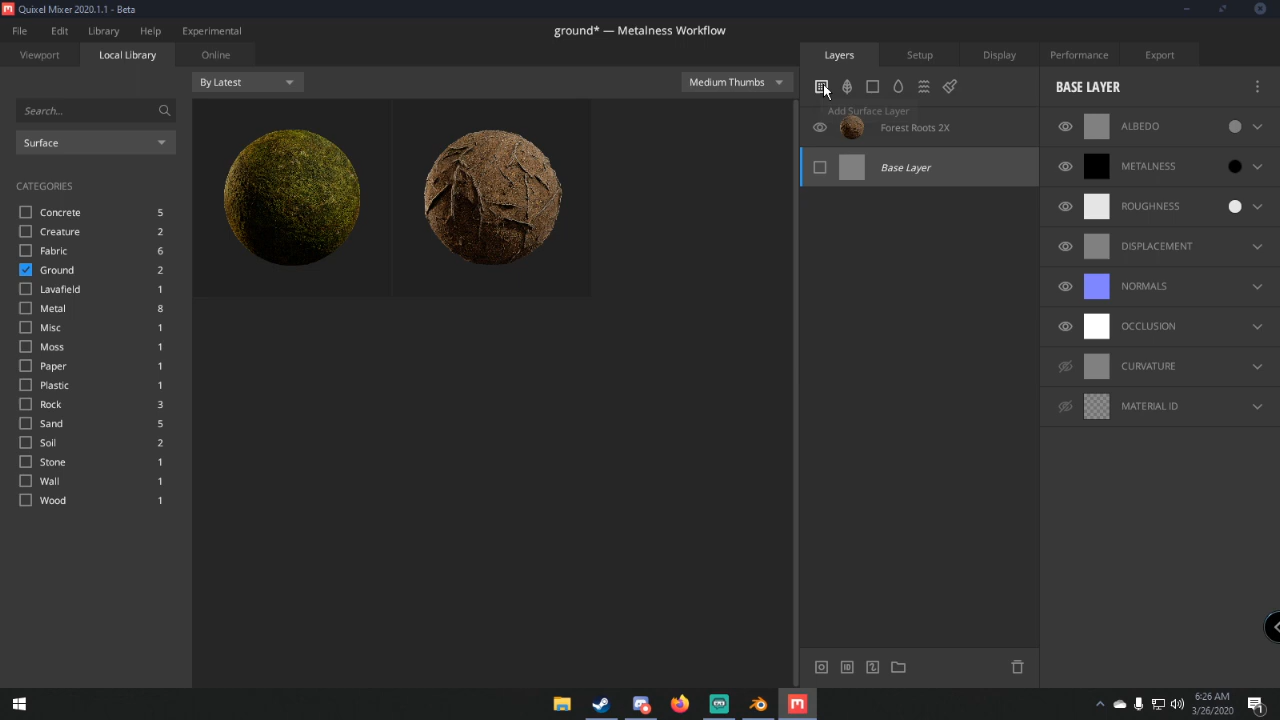 Quixel Mixer 2020.1.1 - Beta
File Edit Library Help Experimental
ground* — Metalness Workflow
Viewport Local Library Online
Layers Setup Display Performance Export
By Latest
Medium Thumbs
Search...
Surface
CATEGORIES
Concrete 5
Creature 2
Fabric 6
Ground 2
Lavafield 1
Metal 8
Misc 1
Moss 1
Paper 1
Plastic 1
Rock 3
Sand 5
Soil 2
Stone 1
Wall 1
Wood 1
Add Surface Layer
Forest Roots 2X
Base Layer
BASE LAYER
ALBEDO
METALNESS
ROUGHNESS
DISPLACEMENT
NORMALS
OCCLUSION
CURVATURE
MATERIAL ID
6:26 AM
3/26/2020